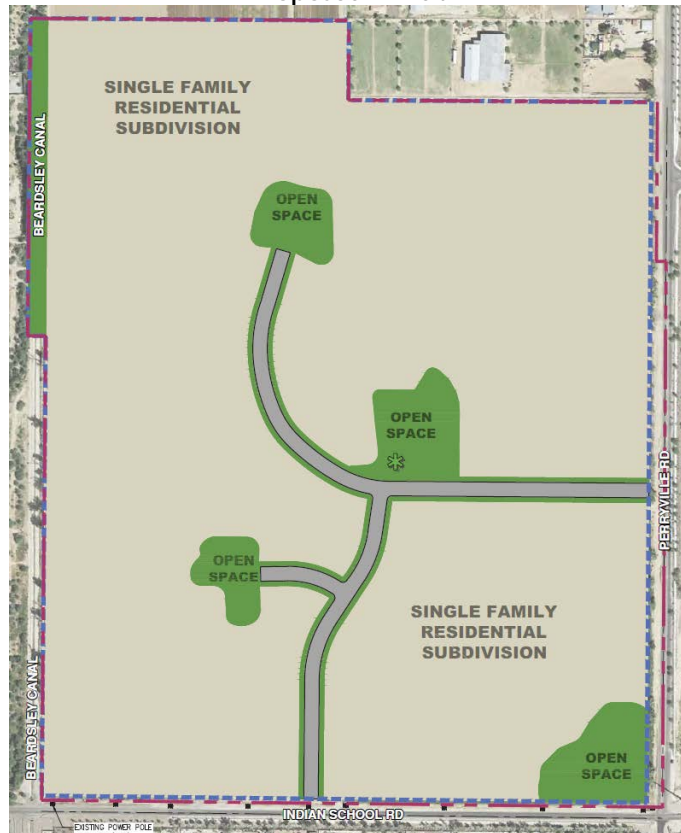 SINGLE FAMILY
RESIDENTIAL
SUBDIVISION
BEARDSLEY CANAL
OPEN
SPACE
OPEN
SPACE
PERRYVILLE RD
OPEN
SPACE
SINGLE FAMILY
RESIDENTIAL
SUBDIVISION
BEARDSLEY CANAL
OPEN
SPACE
INDIAN SCHOOL RD
EXISTING POWER POLE